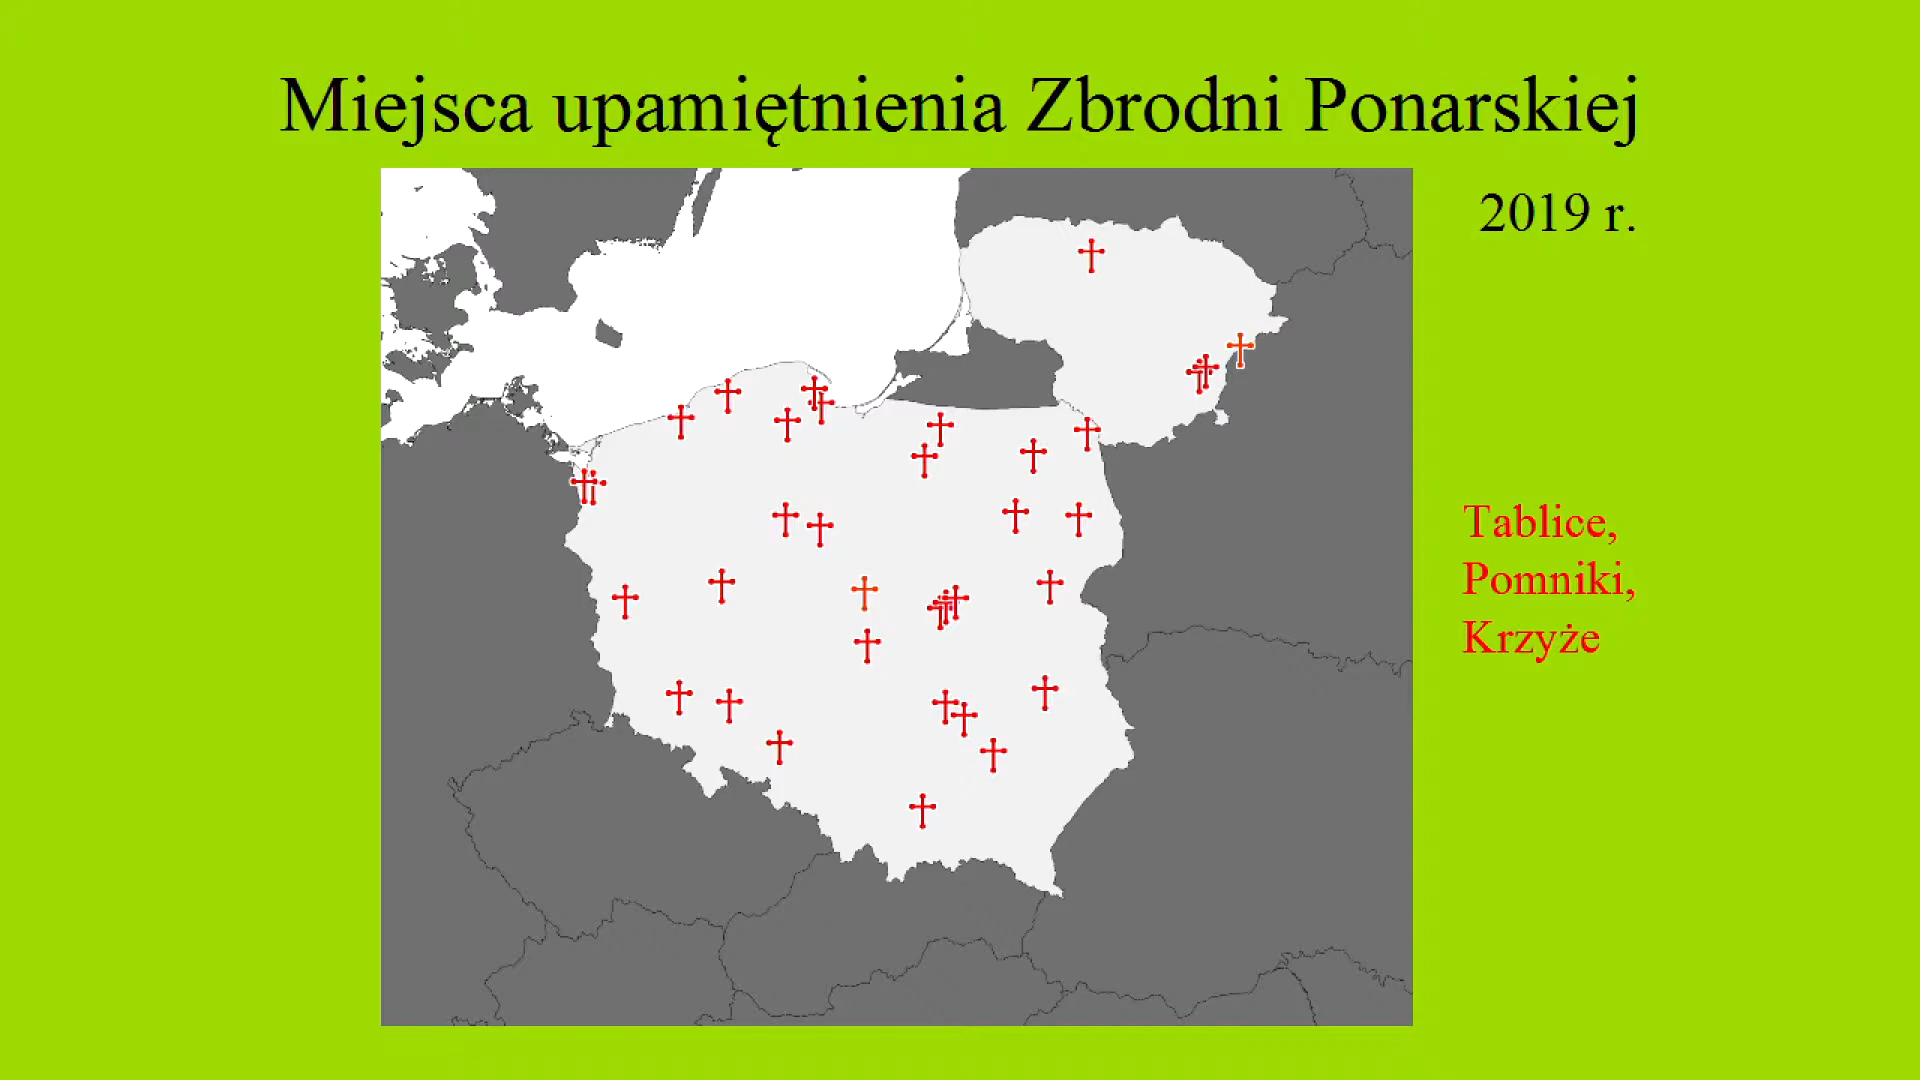 Miejsca upamiętnienia Zbrodni Ponarskiej
2019 r.
Tablice,
Pomniki,
Krzyże